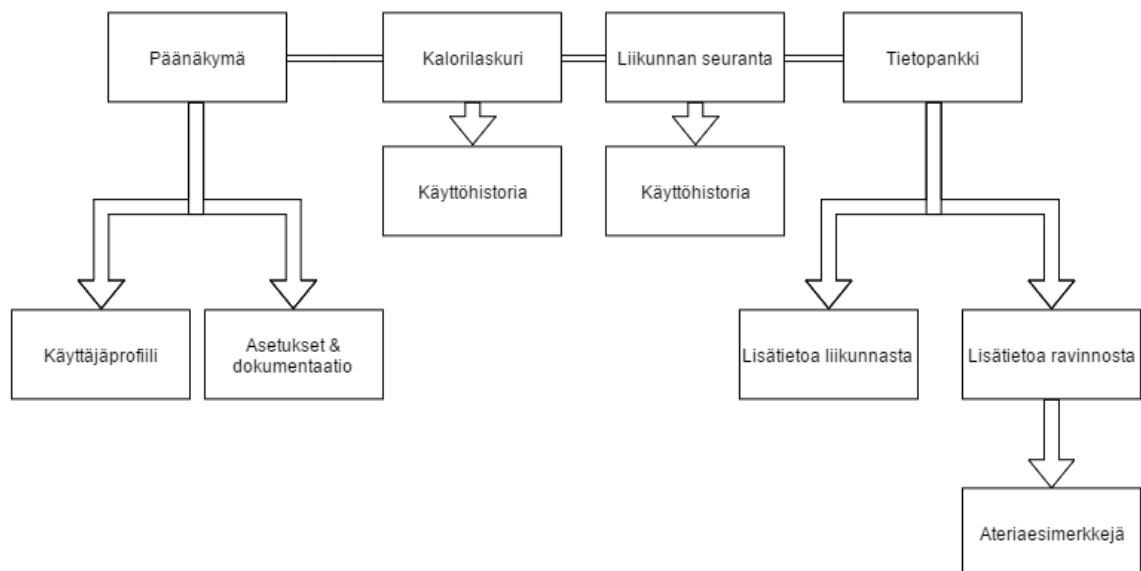 Päänäkymä
Kalorilaskuri
Liikunnan seuranta
Tietopankki
Käyttöhistoria
Käyttöhistoria
Käyttäjäprofiili
Asetukset &
dokumentaatio
Lisätietoa liikunnasta
Lisätietoa ravinnosta
Ateriaesimerkkejä